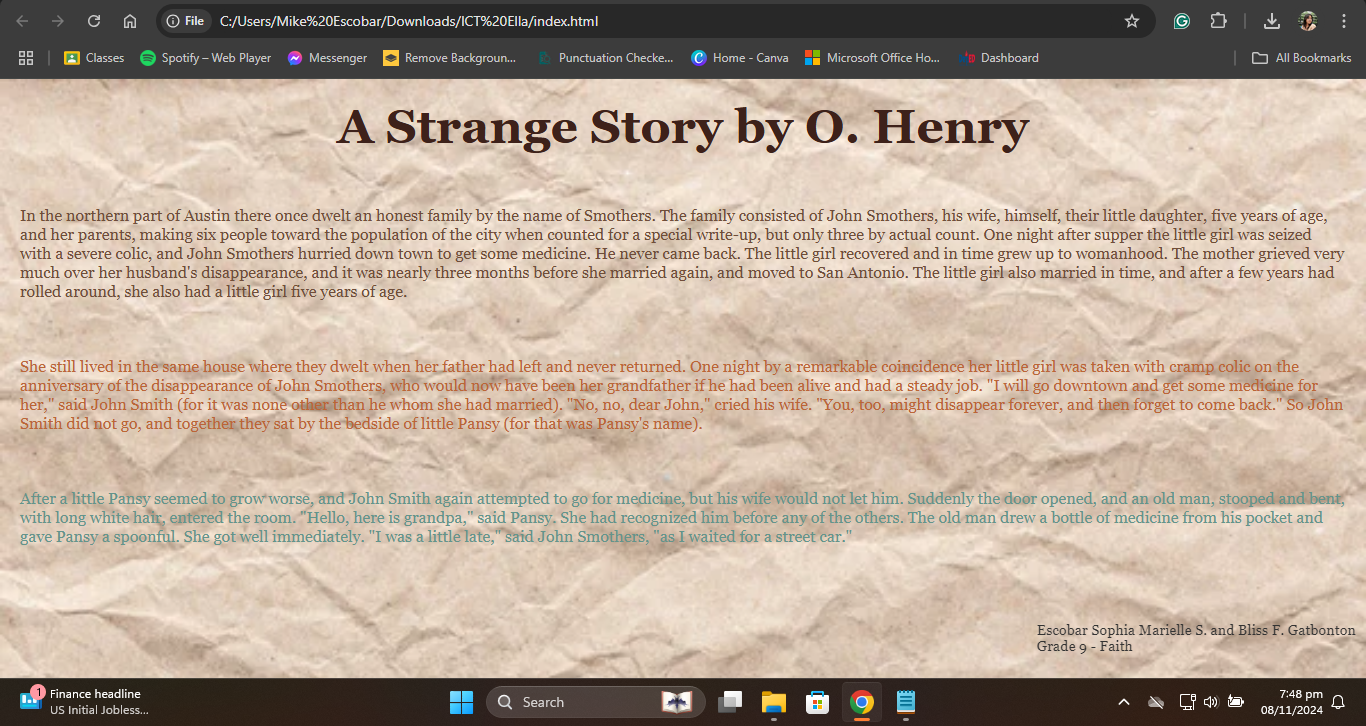 File
C:/Users/Mike%20Escobar/Downloads/ICT%20Ella/index.html
Classes
Spotify – Web Player
Messenger
Remove Backgroun...
Punctuation Checke...
Home - Canva
Microsoft Office Ho...
Dashboard
All Bookmarks
A Strange Story by O. Henry
In the northern part of Austin there once dwelt an honest family by the name of Smothers. The family consisted of John Smothers, his wife, himself, their little daughter, five years of age,
and her parents, making six people toward the population of the city when counted for a special write-up, but only three by actual count. One night after supper the little girl was seized
with a severe colic, and John Smothers hurried down town to get some medicine. He never came back. The little girl recovered and in time grew up to womanhood. The mother grieved very
much over her husband's disappearance, and it was nearly three months before she married again, and moved to San Antonio. The little girl also married in time, and after a few years had
rolled around, she also had a little girl five years of age.
She still lived in the same house where they dwelt when her father had left and never returned. One night by a remarkable coincidence her little girl was taken with cramp colic on the
anniversary of the disappearance of John Smothers, who would now have been her grandfather if he had been alive and had a steady job. "I will go downtown and get some medicine for
her," said John Smith (for it was none other than he whom she had married). "No, no, dear John," cried his wife. "You, too, might disappear forever, and then forget to come back." So John
Smith did not go, and together they sat by the bedside of little Pansy (for that was Pansy's name).
After a little Pansy seemed to grow worse, and John Smith again attempted to go for medicine, but his wife would not let him. Suddenly the door opened, and an old man, stooped and bent,
with long white hair, entered the room. "Hello, here is grandpa," said Pansy. She had recognized him before any of the others. The old man drew a bottle of medicine from his pocket and
gave Pansy a spoonful. She got well immediately. "I was a little late," said John Smothers, "as I waited for a street car."
Escobar Sophia Marielle S. and Bliss F. Gatbonton
Grade 9 - Faith
1
Finance headline
US Initial Jobless...
Search
7:48 pm
08/11/2024